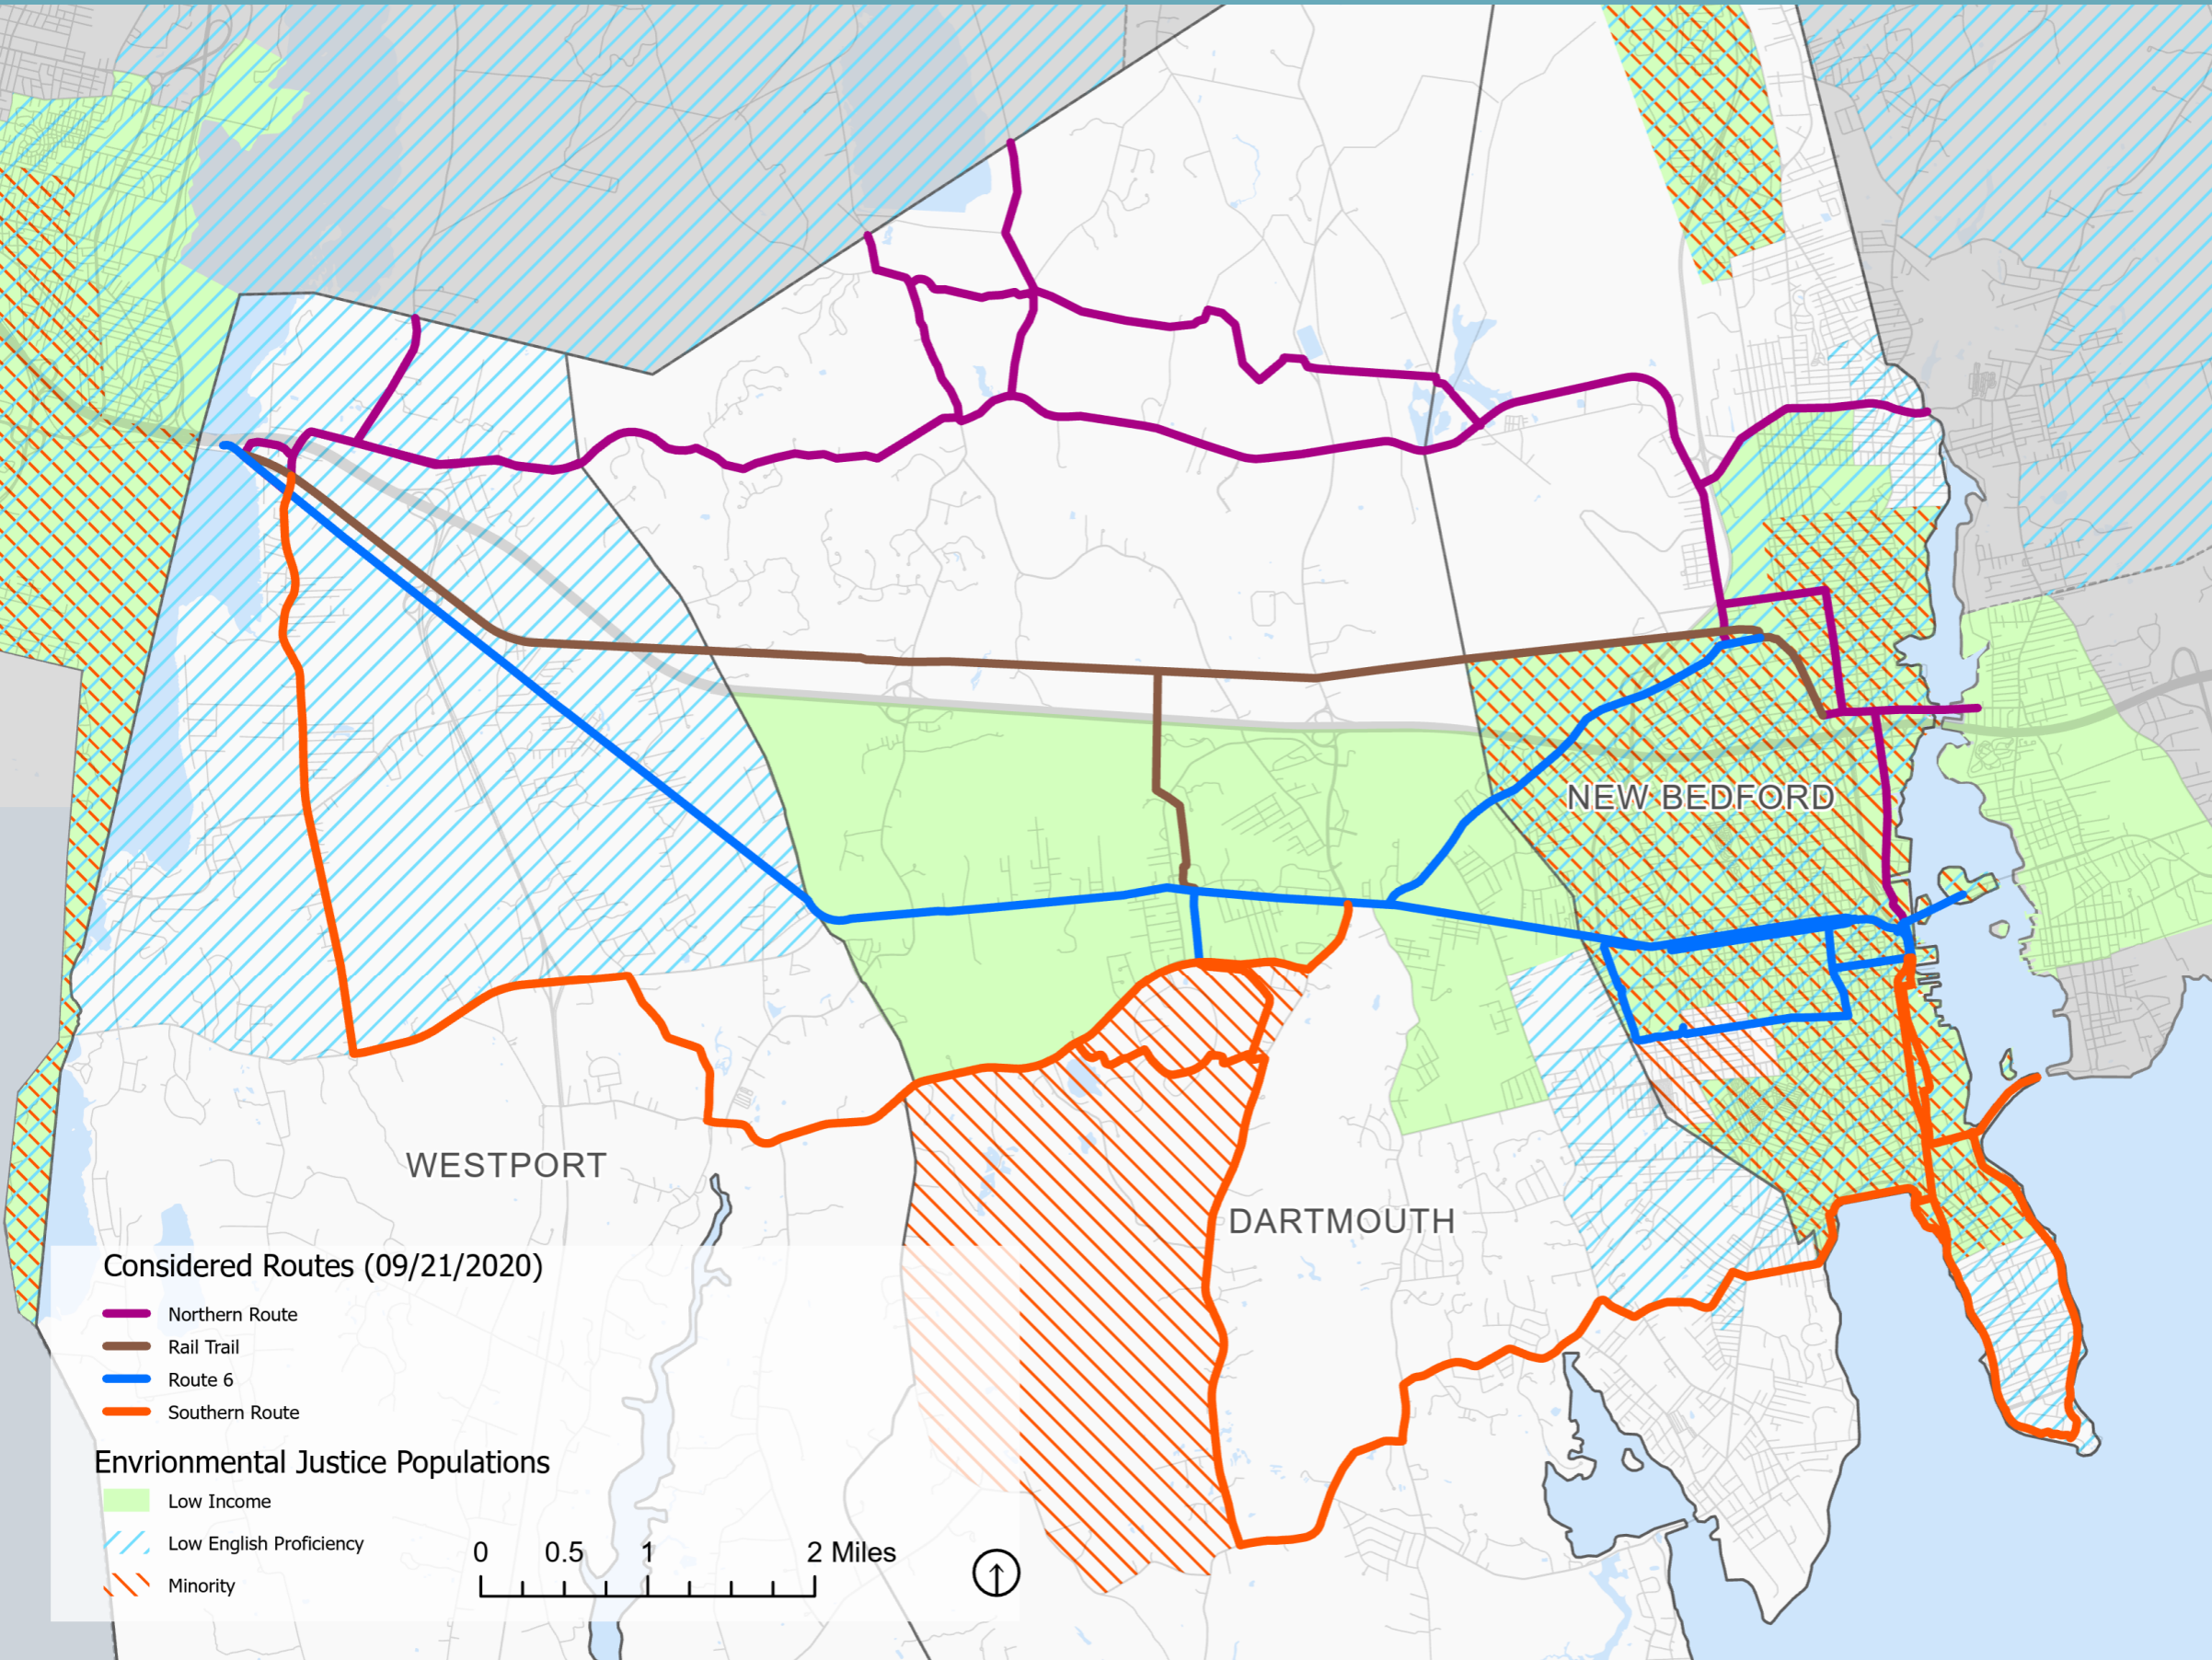 NEW BEDFORD
WESTPORT
DARTMOUTH
Considered Routes (09/21/2020)
Northern Route
Rail Trail
Route 6
Southern Route
Envrionmental Justice Populations
Low Income
Low English Proficiency
Minority
0 0.5 1 2 Miles